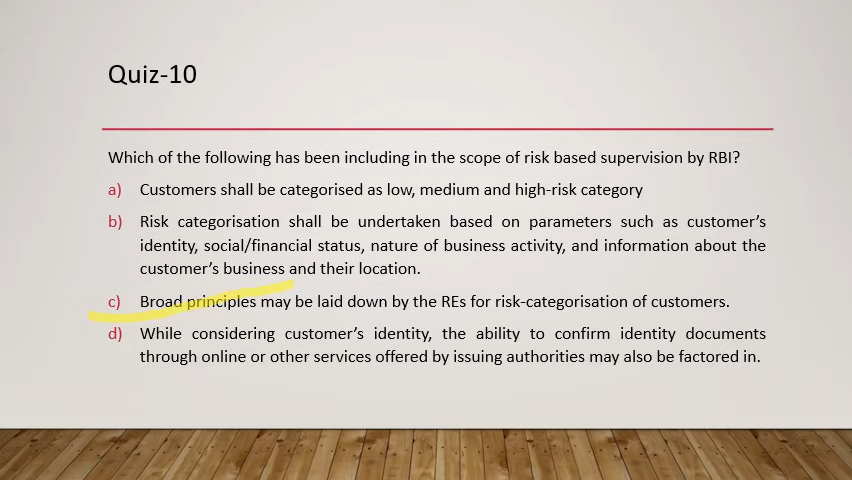 Quiz-10
Which of the following has been including in the scope of risk based supervision by RBI?
a) Customers shall be categorised as low, medium and high-risk category
b) Risk categorisation shall be undertaken based on parameters such as customer's
identity, social/financial status, nature of business activity, and information about the
customer's business and their location.
c) Broad principles may be laid down by the REs for risk-categorisation of customers.
d) While considering customer's identity, the ability to confirm identity documents
through online or other services offered by issuing authorities may also be factored in.